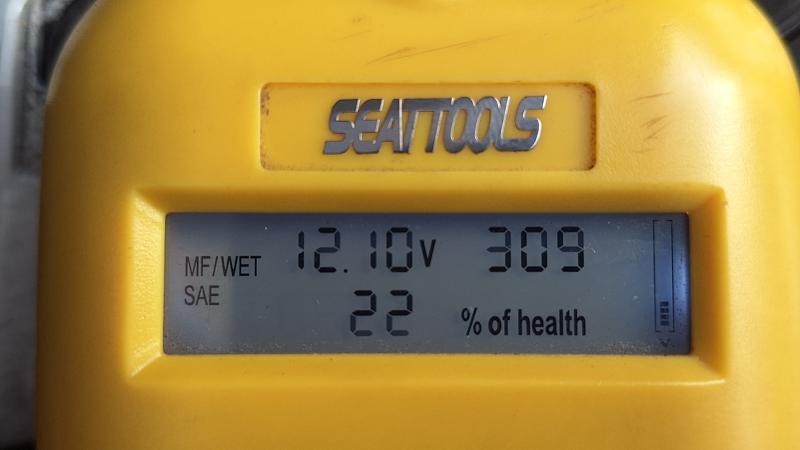 SEATTOOLS
MF/WET 12.10V 309
SAE 22 % of health